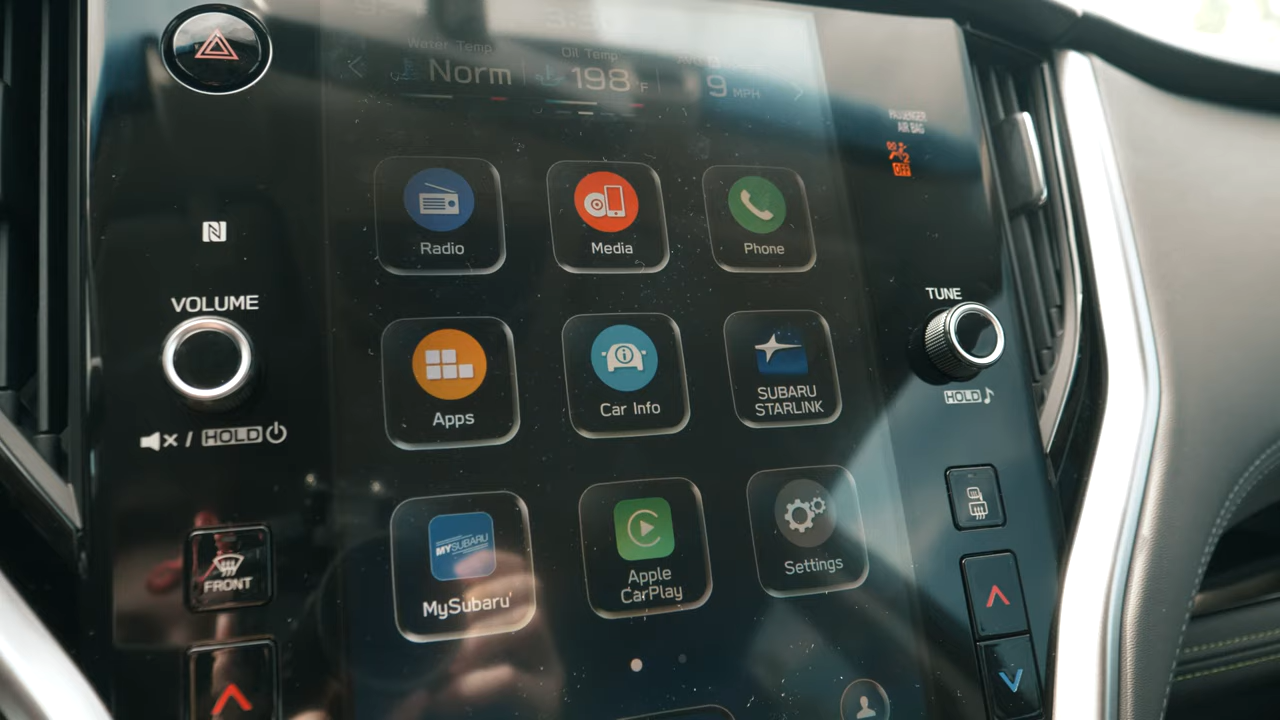 Water Temp
Norm
Oil Temp
198 °F
9 MPH
PASSENGER
AIR BAG
OFF
Radio
Media
Phone
N
VOLUME
TUNE
HOLD
Apps
Car Info
SUBARU
STARLINK
/ HOLD
FRONT
MYSUBARU
MySubaru
Apple
CarPlay
Settings